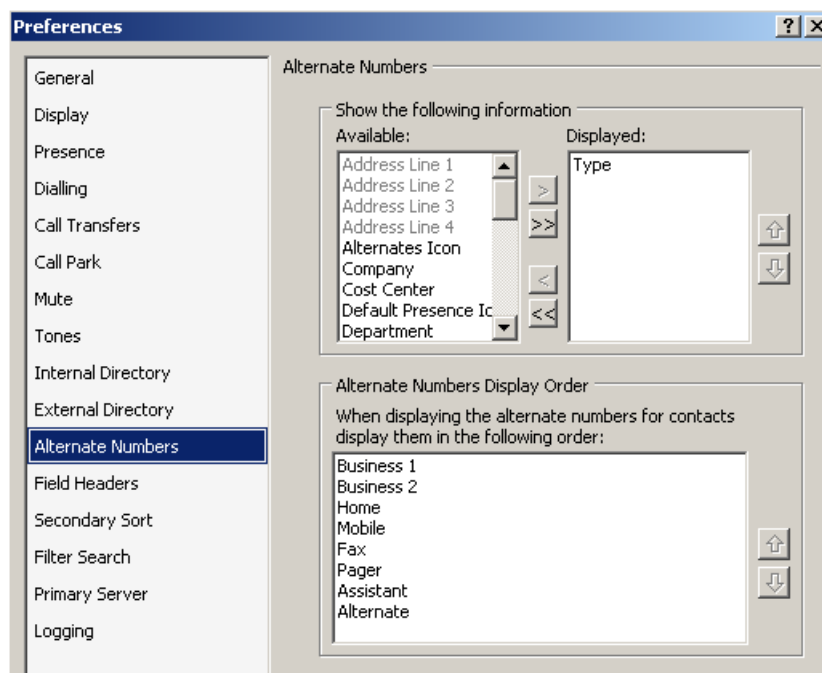 Preferences
General
Display
Presence
Dialling
Call Transfers
Call Park
Mute
Tones
Internal Directory
External Directory
Alternate Numbers
Field Headers
Secondary Sort
Filter Search
Primary Server
Logging
Alternate Numbers
Show the following information
Available:
Address Line 1
Address Line 2
Address Line 3
Address Line 4
Alternates Icon
Company
Cost Center
Default Presence Ic
Department
>
>>
<
<<
Displayed:
Type
Alternate Numbers Display Order
When displaying the alternate numbers for contacts
display them in the following order:
Business 1
Business 2
Home
Mobile
Fax
Pager
Assistant
Alternate